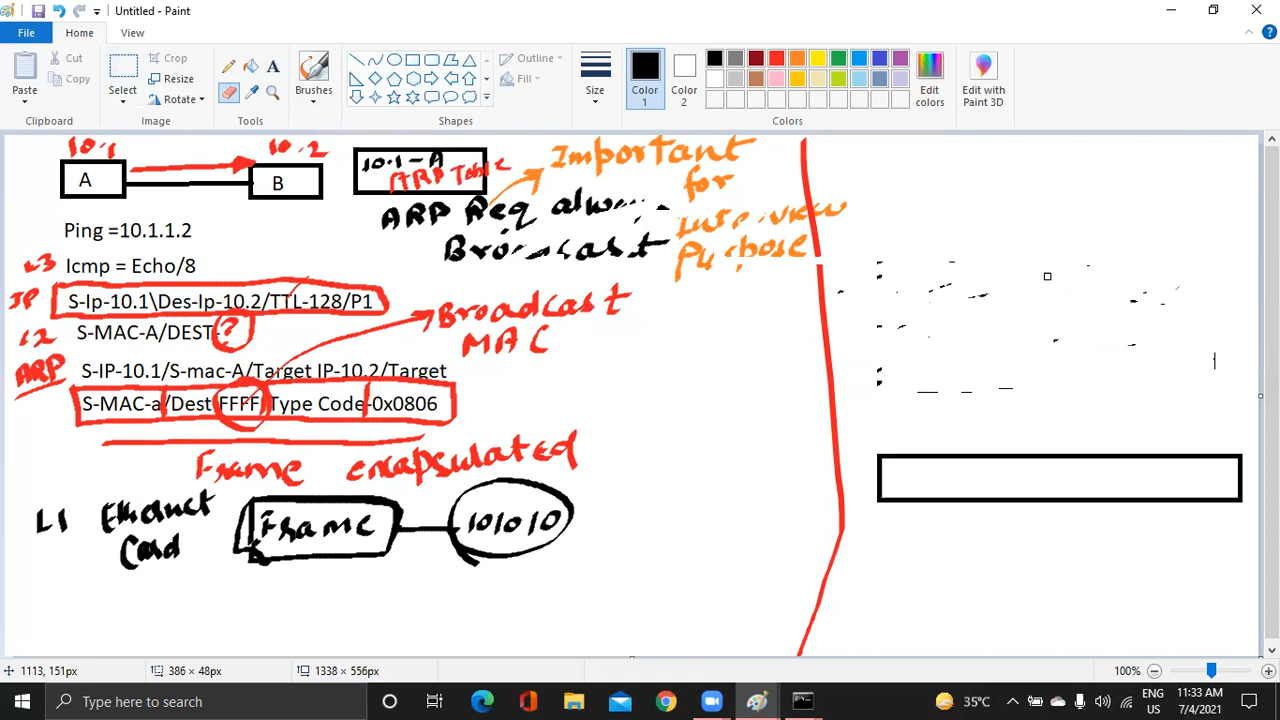 Untitled - Paint
File
Home
View
Paste
Cut
Copy
Clipboard
Select
Crop
Resize
Rotate
Image
Tools
Brushes
Shapes
Outline
Fill
Size
Color 1
Color 2
Colors
Edit colors
Edit with Paint 3D
10.1
10.2
A
B
10.1-A
ARP Table
Important
for
Interview
Purpose
ARP Req always
Broadcast
Ping =10.1.1.2
L3
Icmp = Echo/8
IP
S-Ip-10.1\Des-Ip-10.2/TTL-128/P1
L2
S-MAC-A/DEST-?
Broadcast
MAC
ARP
S-IP-10.1/S-mac-A/Target IP-10.2/Target
S-MAC-a/Dest FFFF/Type Code-0x0806
Frame encapsulated
L1
Card
Frame
101010
1113, 151px
386 × 48px
1338 × 556px
100%
Type here to search
35°C
ENG
US
11:33 AM
7/4/2021